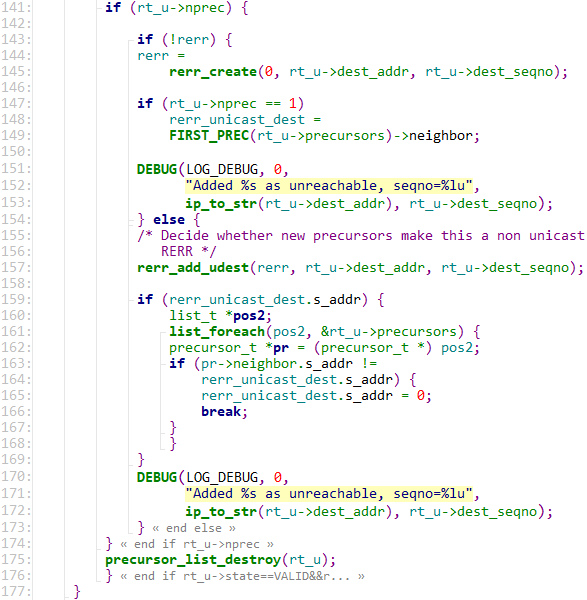 141: if (rt_u->nprec) {
142:
143: if (!rerr) {
144: rerr =
145: rerr_create(0, rt_u->dest_addr, rt_u->dest_seqno);
146:
147: if (rt_u->nprec == 1)
148: rerr_unicast_dest =
149: FIRST_PREC(rt_u->precursors)->neighbor;
150:
151: DEBUG(LOG_DEBUG, 0,
152: "Added %s as unreachable, seqno=%lu",
153: ip_to_str(rt_u->dest_addr), rt_u->dest_seqno);
154: } else {
155: /* Decide whether new precursors make this a non unicast
156: RERR */
157: rerr_add_udest(rerr, rt_u->dest_addr, rt_u->dest_seqno);
158:
159: if (rerr_unicast_dest.s_addr) {
160: list_t *pos2;
161: list_foreach(pos2, &rt_u->precursors) {
162: precursor_t *pr = (precursor_t *) pos2;
163: if (pr->neighbor.s_addr !=
164: rerr_unicast_dest.s_addr) {
165: rerr_unicast_dest.s_addr = 0;
166: break;
167: }
168: }
169: }
170: DEBUG(LOG_DEBUG, 0,
171: "Added %s as unreachable, seqno=%lu",
172: ip_to_str(rt_u->dest_addr), rt_u->dest_seqno);
173: } « end else »
174: } « end if rt_u->nprec »
175: precursor_list_destroy(rt_u);
176: } « end if rt_u->state==VALID&&r... »
177: }